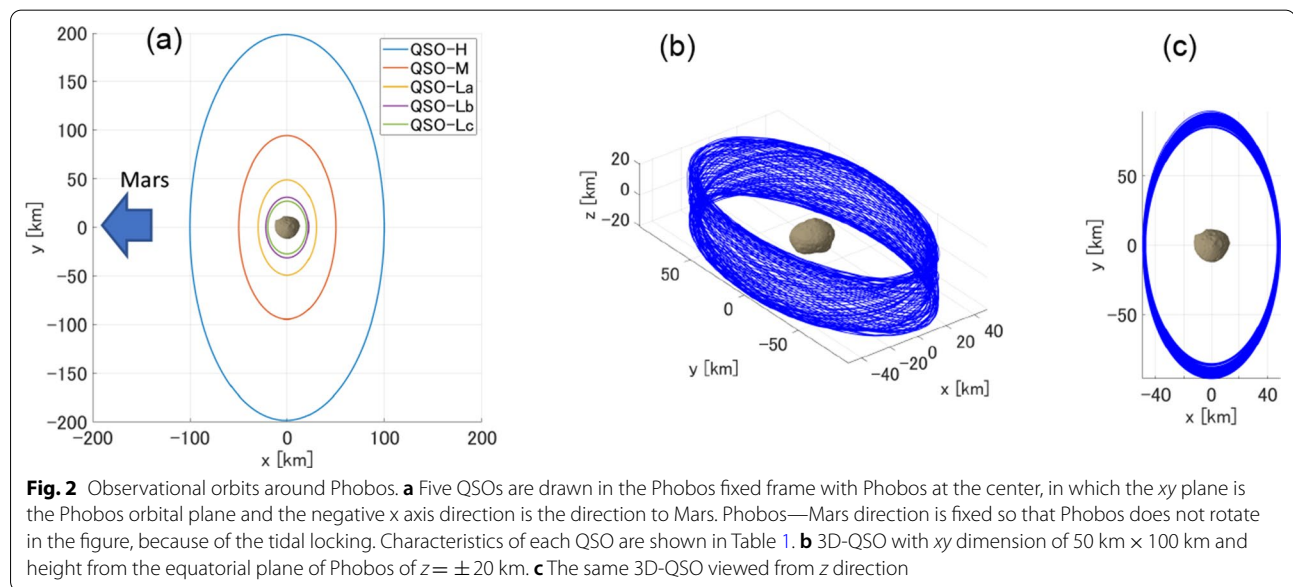 (a)
QSO-H
QSO-M
QSO-La
QSO-Lb
QSO-Lc
Mars
200
150
100
50
0
−50
−100
−150
−200
y [km]
−200 −100 0 100 200
x [km]
(b)
20
0
−20
z [km]
50
0
−50
y [km]
−40 −20 0 20 40
x [km]
(c)
50
0
−50
y [km]
−40 0 40
x [km]
Fig. 2 Observational orbits around Phobos. a Five QSOs are drawn in the Phobos fixed frame with Phobos at the center, in which the xy plane is
the Phobos orbital plane and the negative x axis direction is the direction to Mars. Phobos—Mars direction is fixed so that Phobos does not rotate
in the figure, because of the tidal locking. Characteristics of each QSO are shown in Table 1. b 3D-QSO with xy dimension of 50 km × 100 km and
height from the equatorial plane of Phobos of z= ±20 km. c The same 3D-QSO viewed from z direction